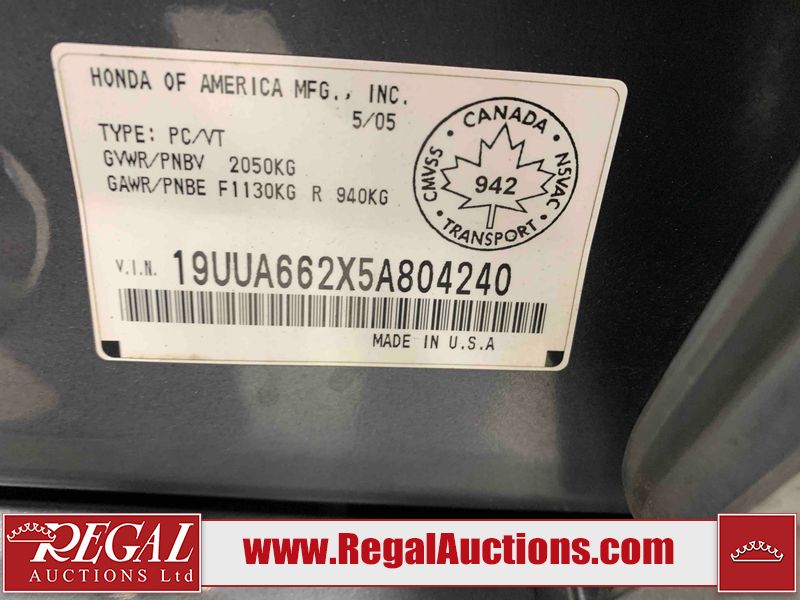 HONDA OF AMERICA MFG., INC.
5/05
TYPE: PC/VT
GVWR/PNBV 2050KG
GAWR/PNBE F1130KG R 940KG
CANADA
CMVSS
NSVAC
942
TRANSPORT
V.I.N. 19UUA662X5A804240
MADE IN U.S.A
REGAL
AUCTIONS Ltd
www.RegalAuctions.com